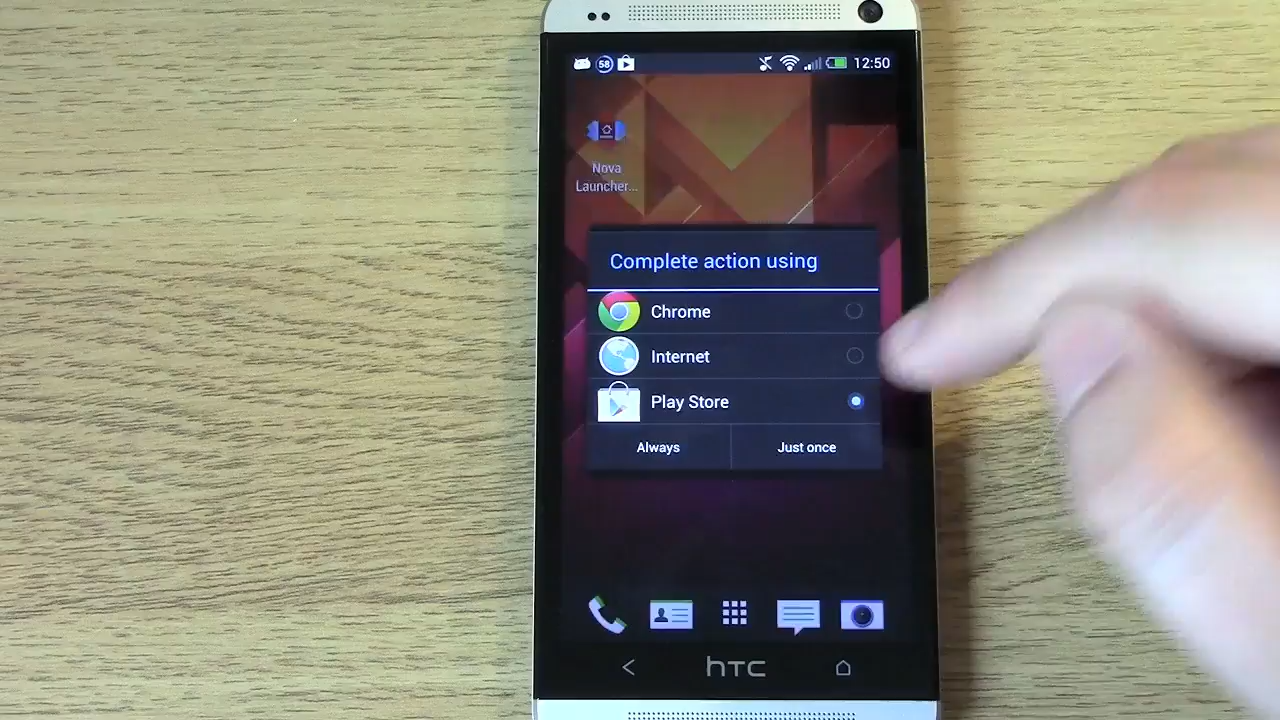 58
12:50
Nova
Launcher...
Complete action using
Chrome
Internet
Play Store
Always
Just once
hTC